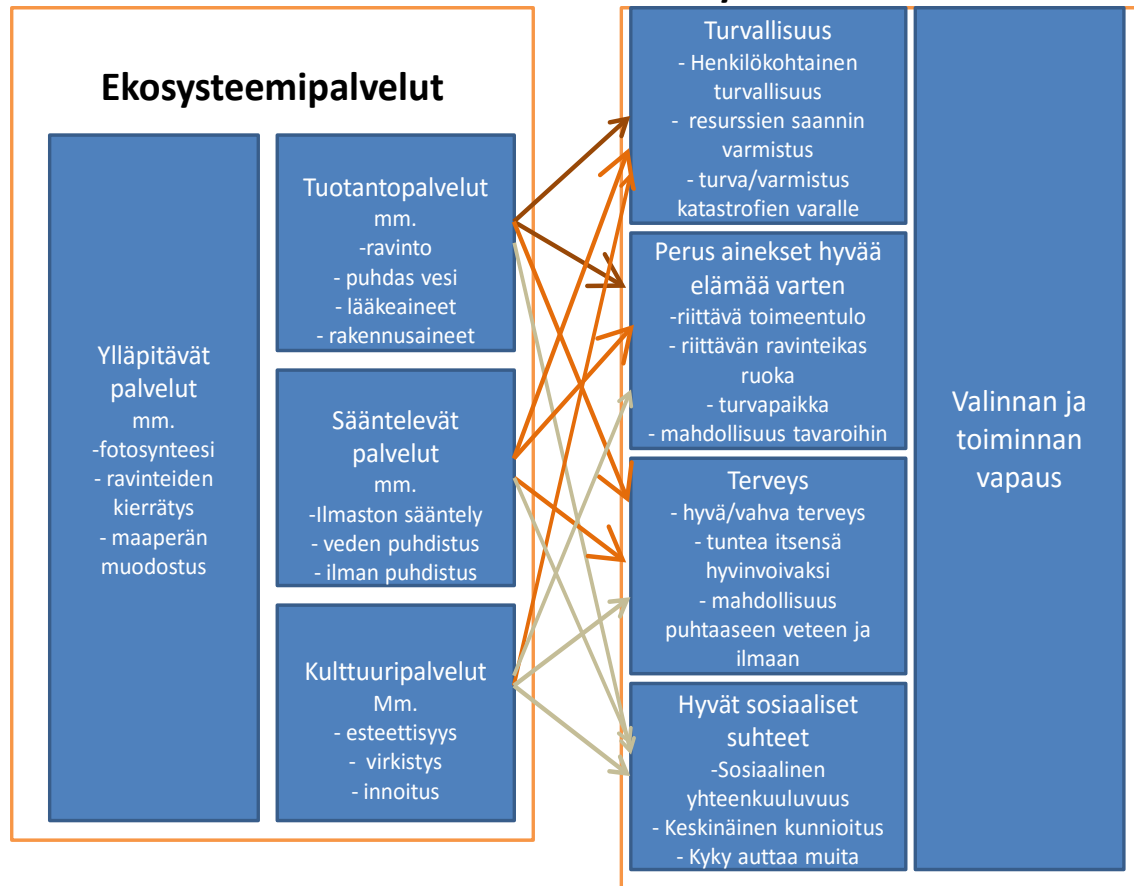 Ekosysteemipalvelut
Ylläpitävät
palvelut
mm.
-fotosynteesi
- ravinteiden
kierrätys
- maaperän
muodostus
Tuotantopalvelut
mm.
-ravinto
- puhdas vesi
- lääkeaineet
- rakennusaineet
Sääntelevät
palvelut
mm.
-Ilmaston sääntely
- veden puhdistus
- ilman puhdistus
Kulttuuripalvelut
Mm.
- esteettisyys
- virkistys
- innoitus
Turvallisuus
- Henkilökohtainen
turvallisuus
- resurssien saannin
varmistus
- turva/varmistus
katastrofien varalle
Perus ainekset hyvää
elämää varten
-riittävä toimeentulo
- riittävän ravinteikas
ruoka
- turvapaikka
- mahdollisuus tavaroihin
Terveys
- hyvä/vahva terveys
- tuntea itsensä
hyvinvoivaksi
- mahdollisuus
puhtaaseen veteen ja
ilmaan
Hyvät sosiaaliset
suhteet
-Sosiaalinen
yhteenkuuluvuus
- Keskinäinen kunnioitus
- Kyky auttaa muita
Valinnan ja
toiminnan
vapaus